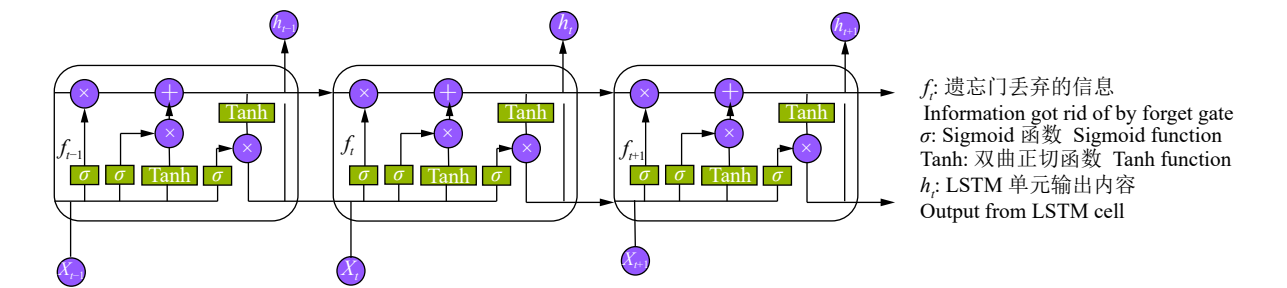 h_{t−1}
h_t
h_{t+1}
× + Tanh × f_{t−1} σ σ Tanh σ ×
× + Tanh × f_t σ σ Tanh σ ×
× + Tanh × f_{t+1} σ σ Tanh σ ×
X_{t−1}
X_t
X_{t+1}
f_t: 遗忘门丢弃的信息
Information got rid of by forget gate
σ: Sigmoid 函数 Sigmoid function
Tanh: 双曲正切函数 Tanh function
h_t: LSTM 单元输出内容
Output from LSTM cell